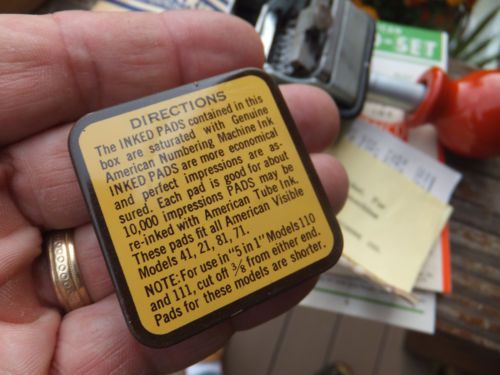 DIRECTIONS
The INKED PADS contained in this
box are saturated with Genuine
American Numbering Machine Ink
INKED PADS are more economical
and perfect impressions are as-
sured. Each pad is good for about
10,000 impressions PADS may be
re-inked with American Tube Ink.
These pads fit all American Visible
Models 41, 21, 81, 71.
NOTE: For use in "5 in 1" Models 110
and 111, cut off 3/8 from either end.
Pads for these models are shorter.
O-SET